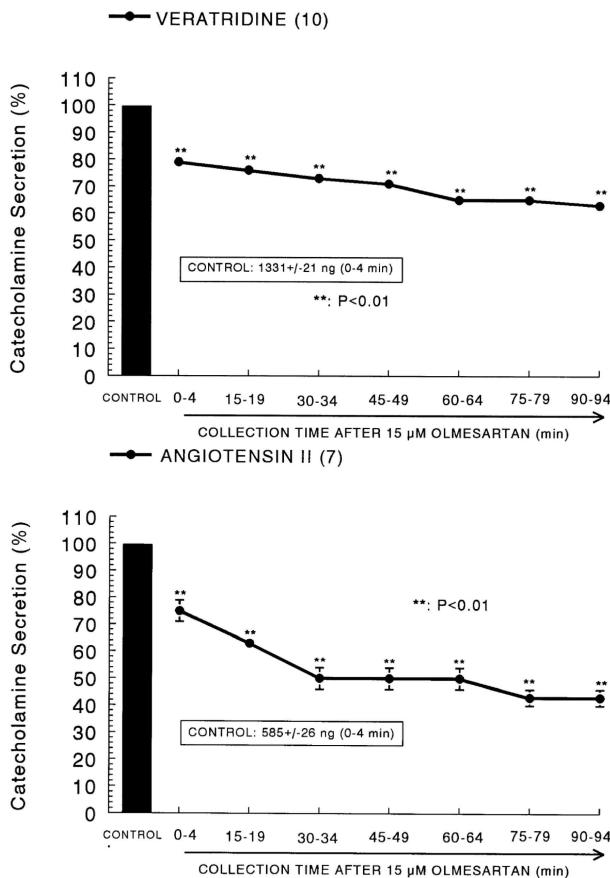 VERATRIDINE (10)
Catecholamine Secretion (%)
110
100
90
80
70
60
50
40
30
20
10
0
** ** ** ** ** ** **
CONTROL: 1331+/-21 ng (0-4 min)
**: P<0.01
CONTROL 0-4 15-19 30-34 45-49 60-64 75-79 90-94
COLLECTION TIME AFTER 15 µM OLMESARTAN (min)
ANGIOTENSIN II (7)
Catecholamine Secretion (%)
110
100
90
80
70
60
50
40
30
20
10
0
** ** ** ** ** ** **
**: P<0.01
CONTROL: 585+/-26 ng (0-4 min)
CONTROL 0-4 15-19 30-34 45-49 60-64 75-79 90-94
COLLECTION TIME AFTER 15 µM OLMESARTAN (min)